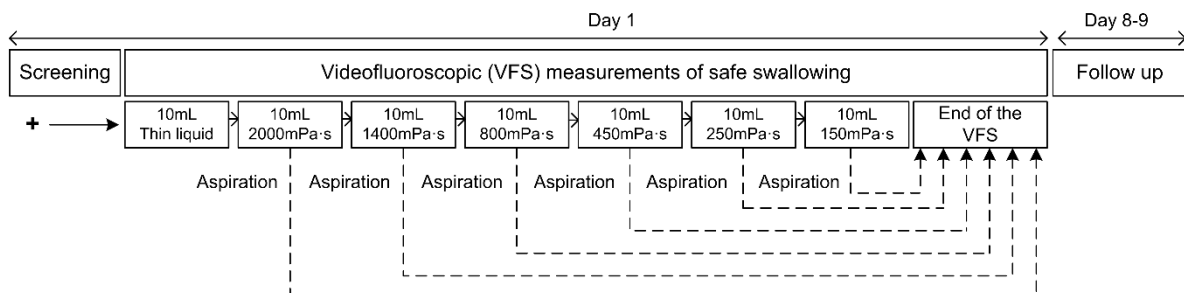 Day 1
Day 8-9
Screening
Videofluoroscopic (VFS) measurements of safe swallowing
Follow up
+
10mL
Thin liquid
10mL
2000mPa·s
10mL
1400mPa·s
10mL
800mPa·s
10mL
450mPa·s
10mL
250mPa·s
10mL
150mPa·s
End of the
VFS
Aspiration
Aspiration
Aspiration
Aspiration
Aspiration
Aspiration